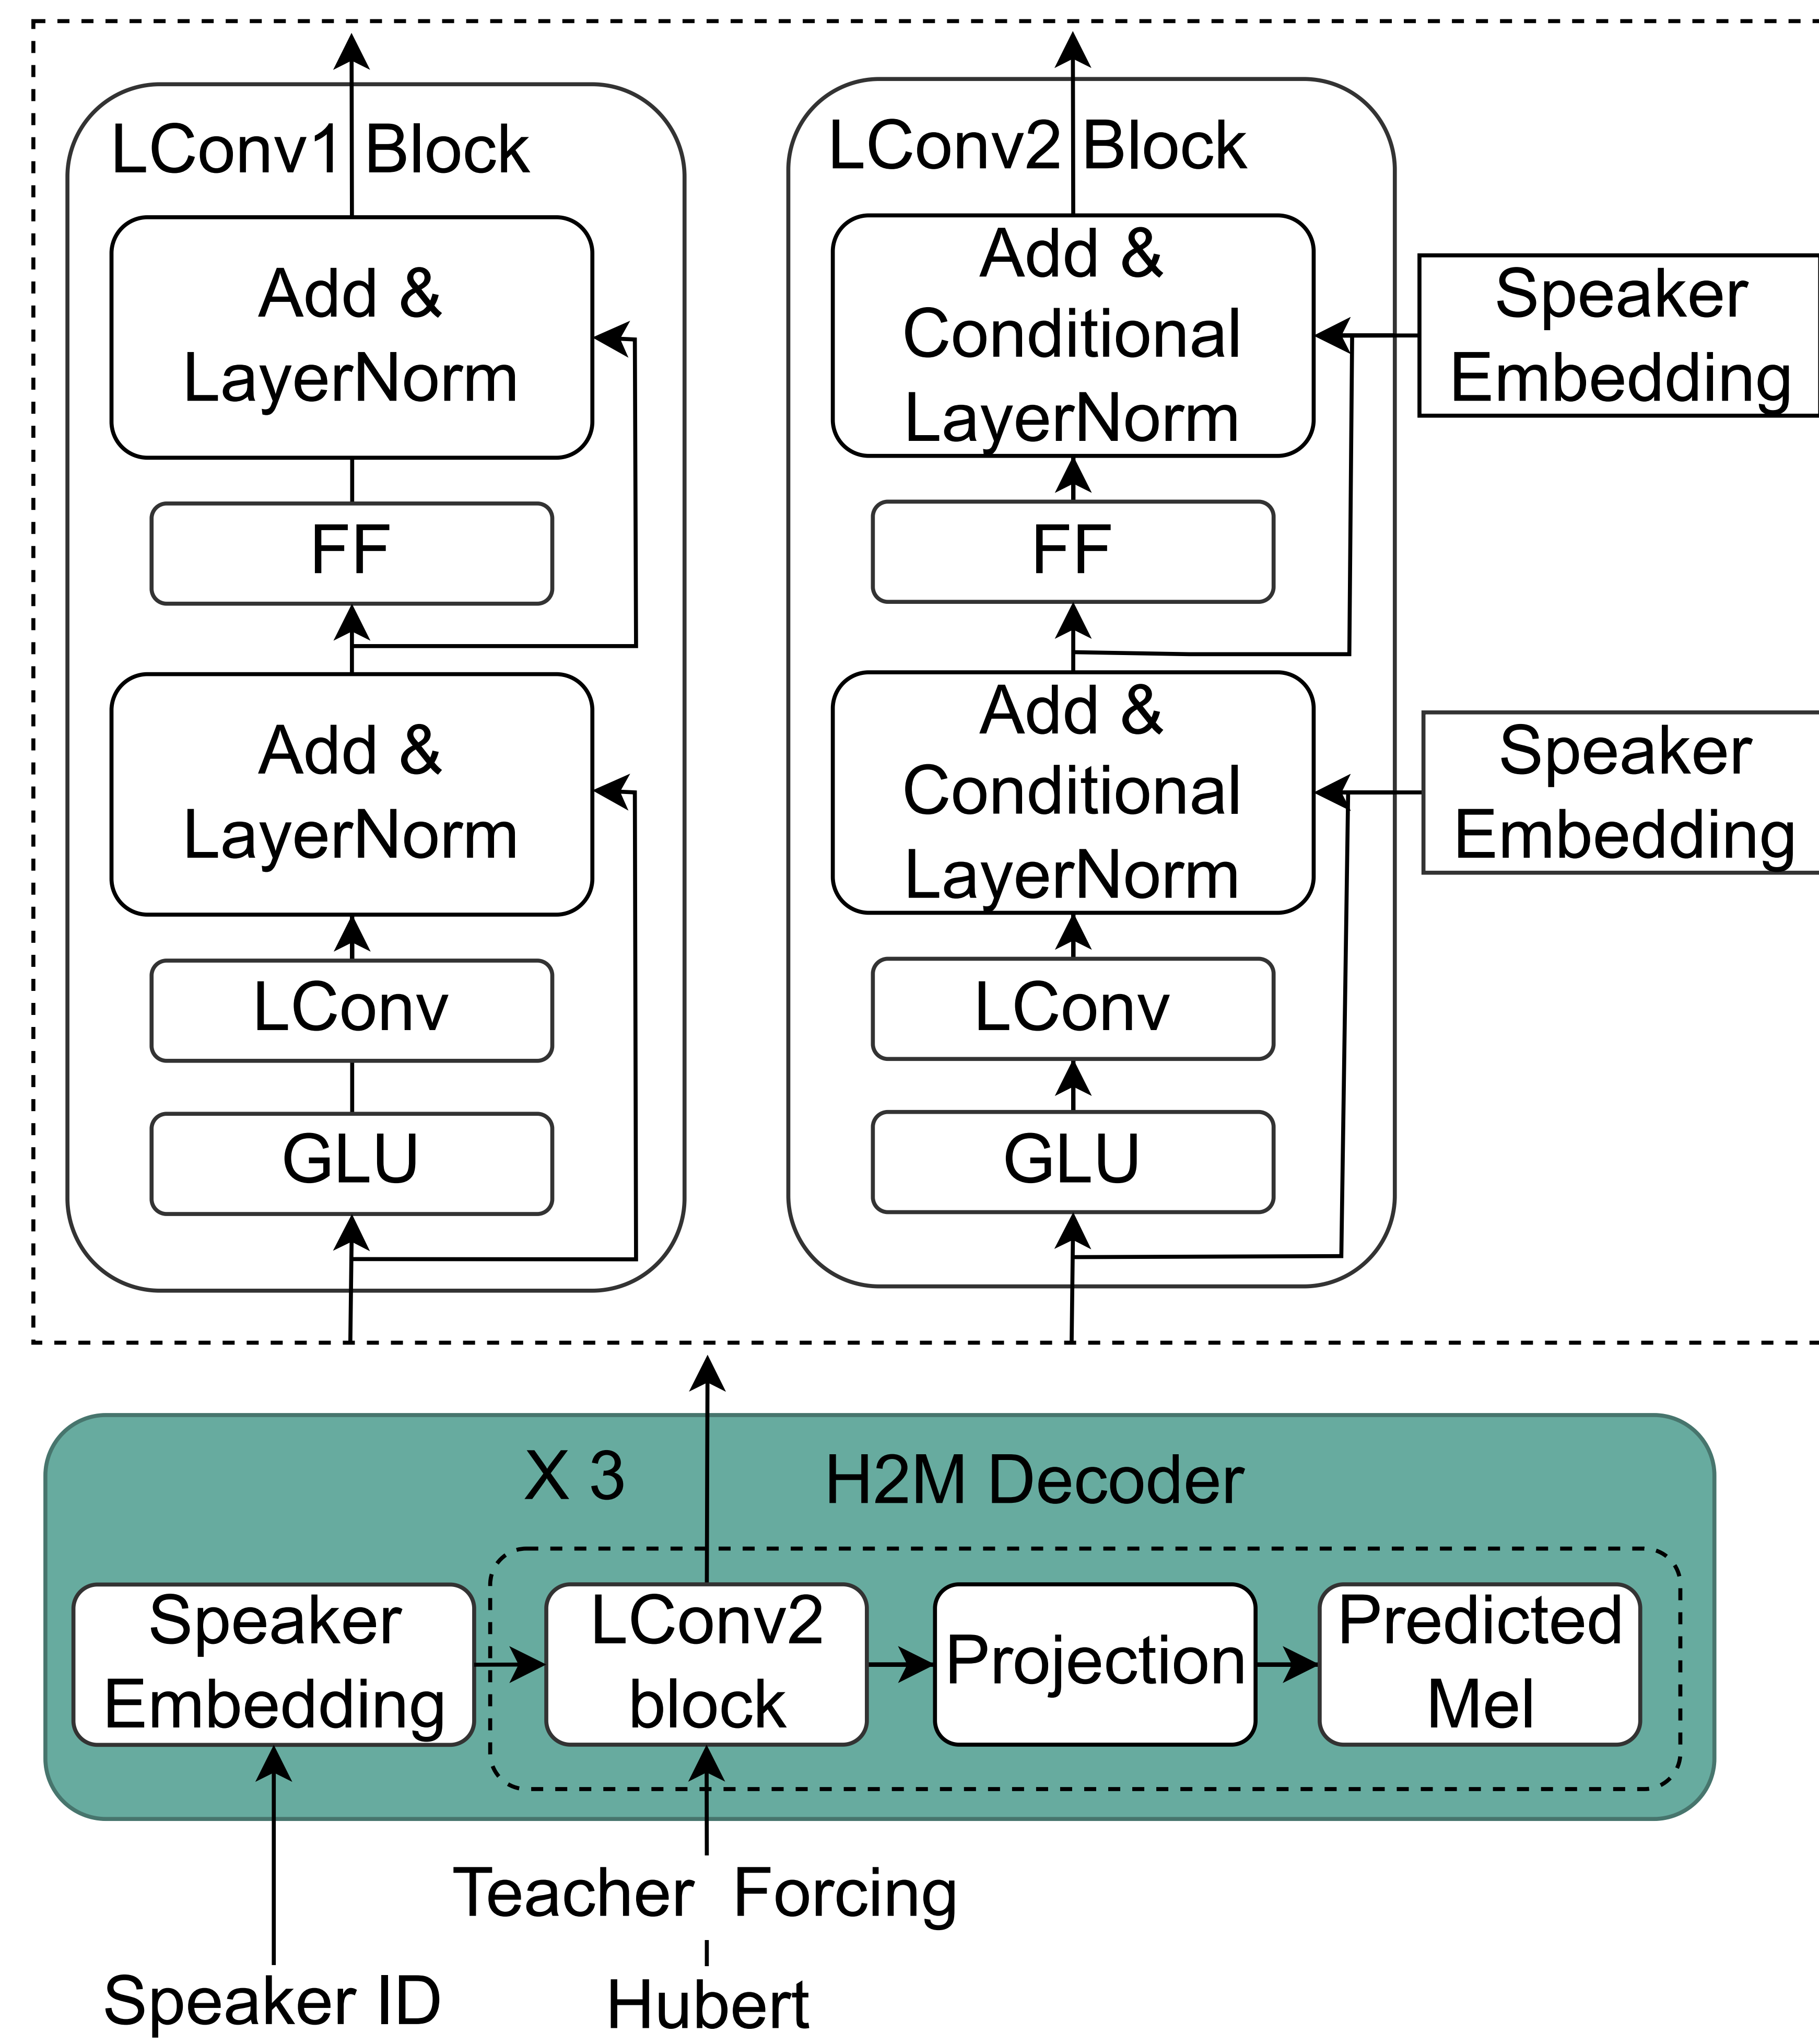 LConv1 Block
Add &
LayerNorm
FF
Add &
LayerNorm
LConv
GLU
LConv2 Block
Add &
Conditional
LayerNorm
FF
Add &
Conditional
LayerNorm
LConv
GLU
Speaker
Embedding
Speaker
Embedding
X 3
H2M Decoder
Speaker
Embedding
LConv2
block
Projection
Predicted
Mel
Teacher Forcing
Speaker ID
Hubert